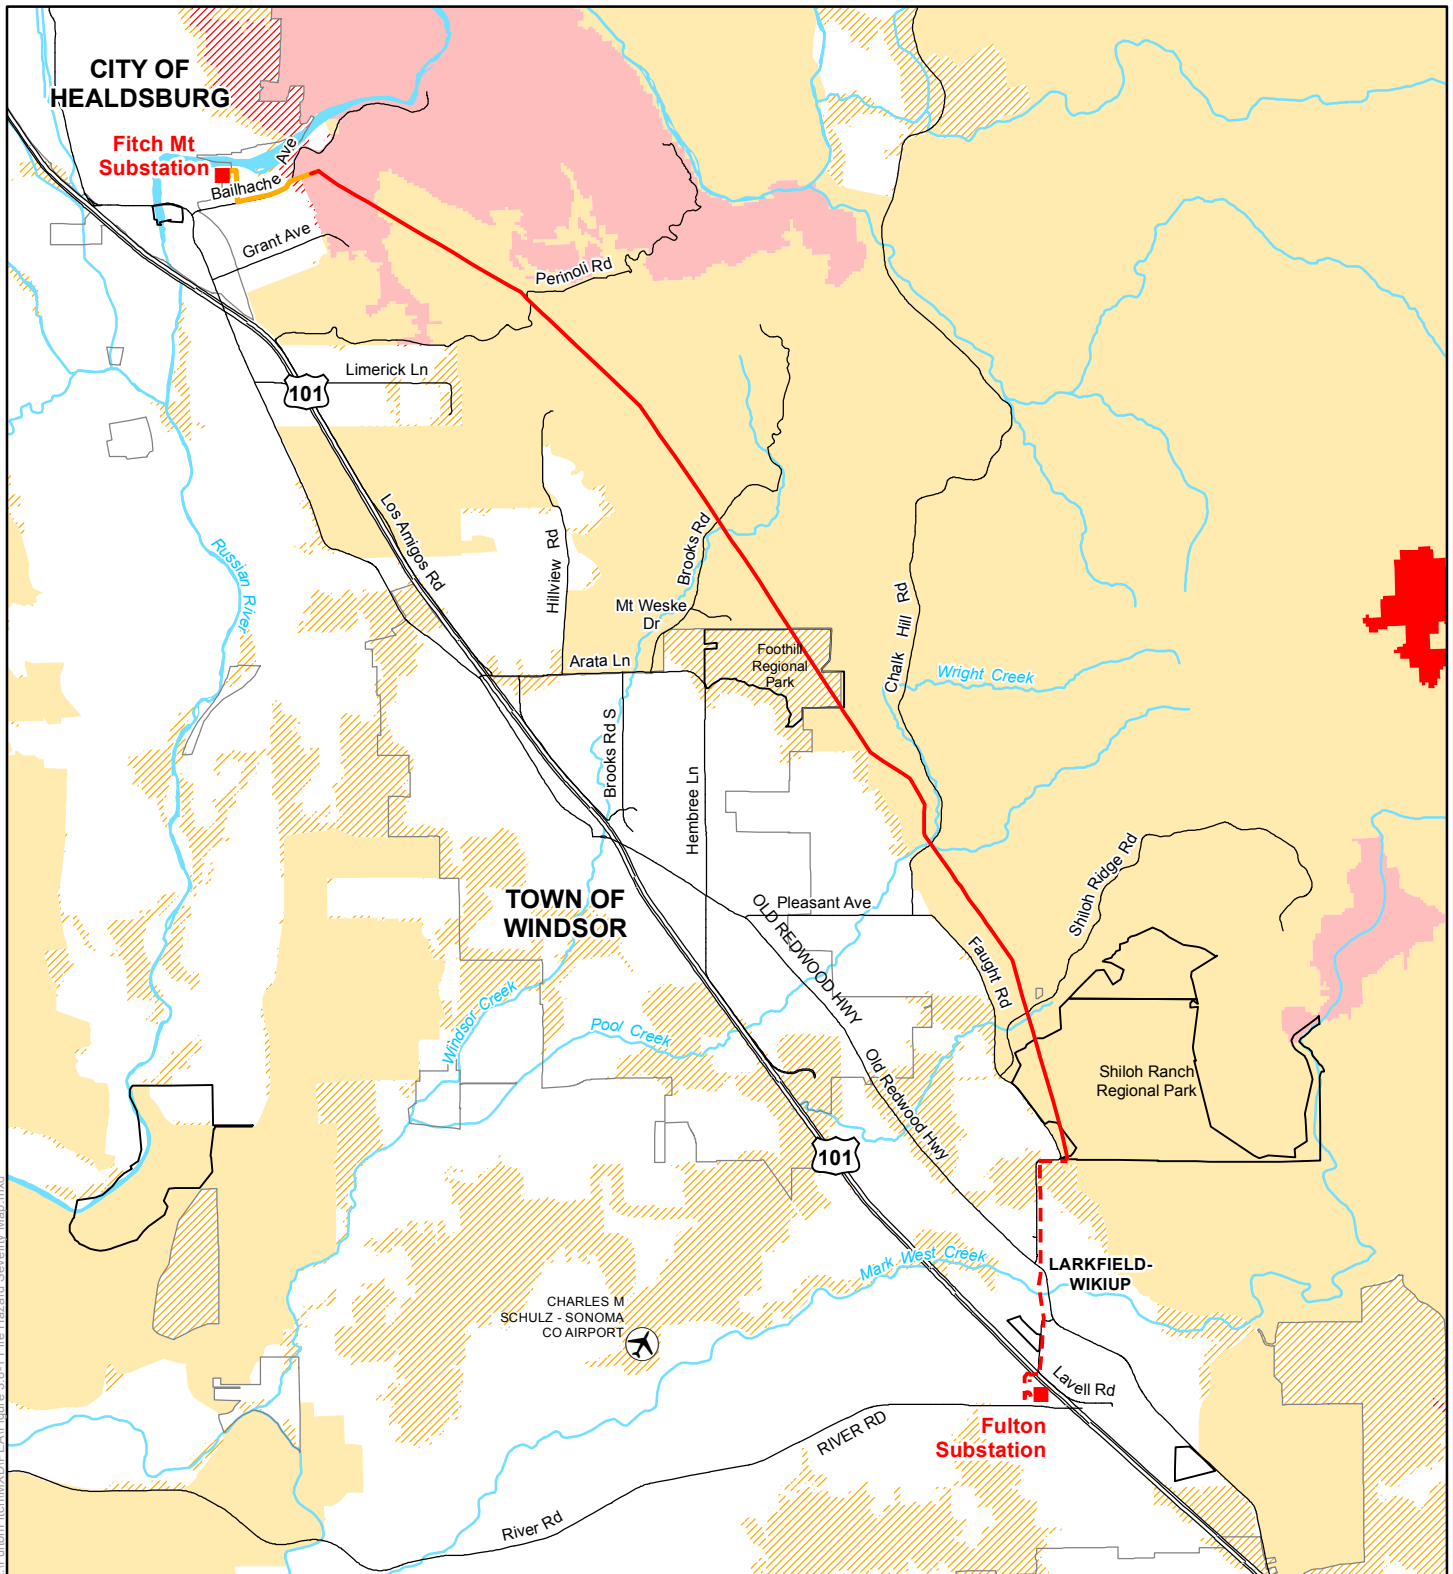 CITY OF
HEALDSBURG
Fitch Mt
Substation
Bailhache Ave
Grant Ave
Perinoli Rd
Limerick Ln
101
Los Amigos Rd
Russian River
Hillview Rd
Brooks Rd
Mt Weske
Dr
Foothill
Regional
Park
Arata Ln
Chalk Hill Rd
Wright Creek
Brooks Rd S
Hembree Ln
Shiloh Ridge Rd
TOWN OF
WINDSOR
Pleasant Ave
OLD REDWOOD HWY
Faught Rd
Windsor Creek
Pool Creek
Old Redwood Hwy
Shiloh Ranch
Regional Park
101
Mark West Creek
LARKFIELD-
WIKIUP
CHARLES M
SCHULZ - SONOMA
CO AIRPORT
Lavell Rd
Fulton
Substation
RIVER RD
River Rd